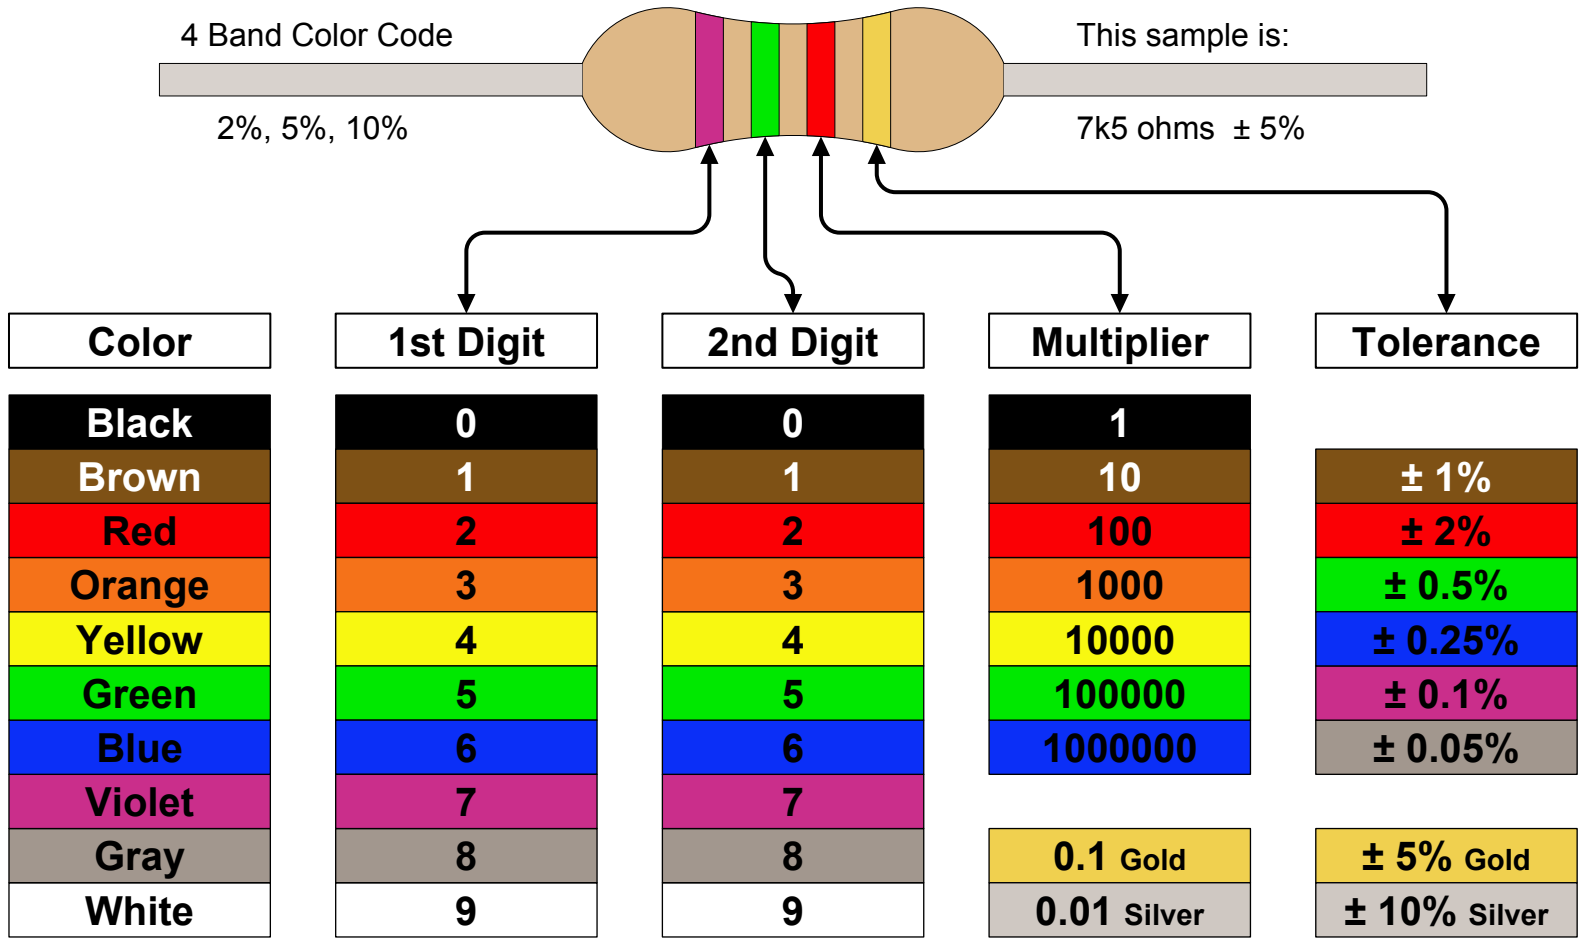 4 Band Color Code
This sample is:
2%, 5%, 10%
7k5 ohms ± 5%
Color 1st Digit 2nd Digit Multiplier Tolerance
Black 0 0 1
Brown 1 1 10 ± 1%
Red 2 2 100 ± 2%
Orange 3 3 1000 ± 0.5%
Yellow 4 4 10000 ± 0.25%
Green 5 5 100000 ± 0.1%
Blue 6 6 1000000 ± 0.05%
Violet 7 7
Gray 8 8 0.1 Gold ± 5% Gold
White 9 9 0.01 Silver ± 10% Silver